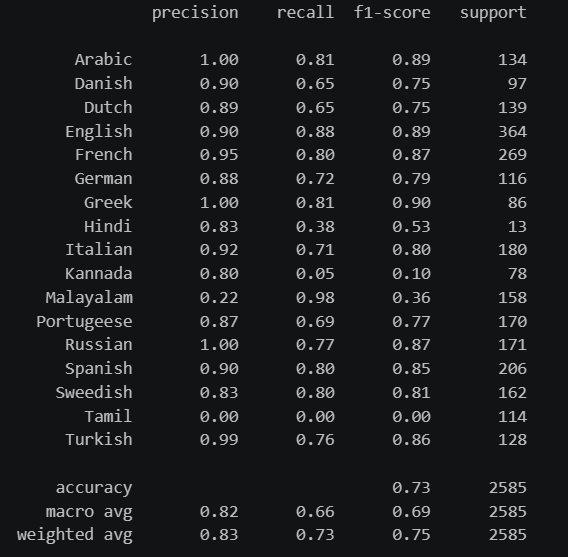 precision recall f1-score support
Arabic 1.00 0.81 0.89 134
Danish 0.90 0.65 0.75 97
Dutch 0.89 0.65 0.75 139
English 0.90 0.88 0.89 364
French 0.95 0.80 0.87 269
German 0.88 0.72 0.79 116
Greek 1.00 0.81 0.90 86
Hindi 0.83 0.38 0.53 13
Italian 0.92 0.71 0.80 180
Kannada 0.80 0.05 0.10 78
Malayalam 0.22 0.98 0.36 158
Portugeese 0.87 0.69 0.77 170
Russian 1.00 0.77 0.87 171
Spanish 0.90 0.80 0.85 206
Sweedish 0.83 0.80 0.81 162
Tamil 0.00 0.00 0.00 114
Turkish 0.99 0.76 0.86 128
accuracy 0.73 2585
macro avg 0.82 0.66 0.69 2585
weighted avg 0.83 0.73 0.75 2585